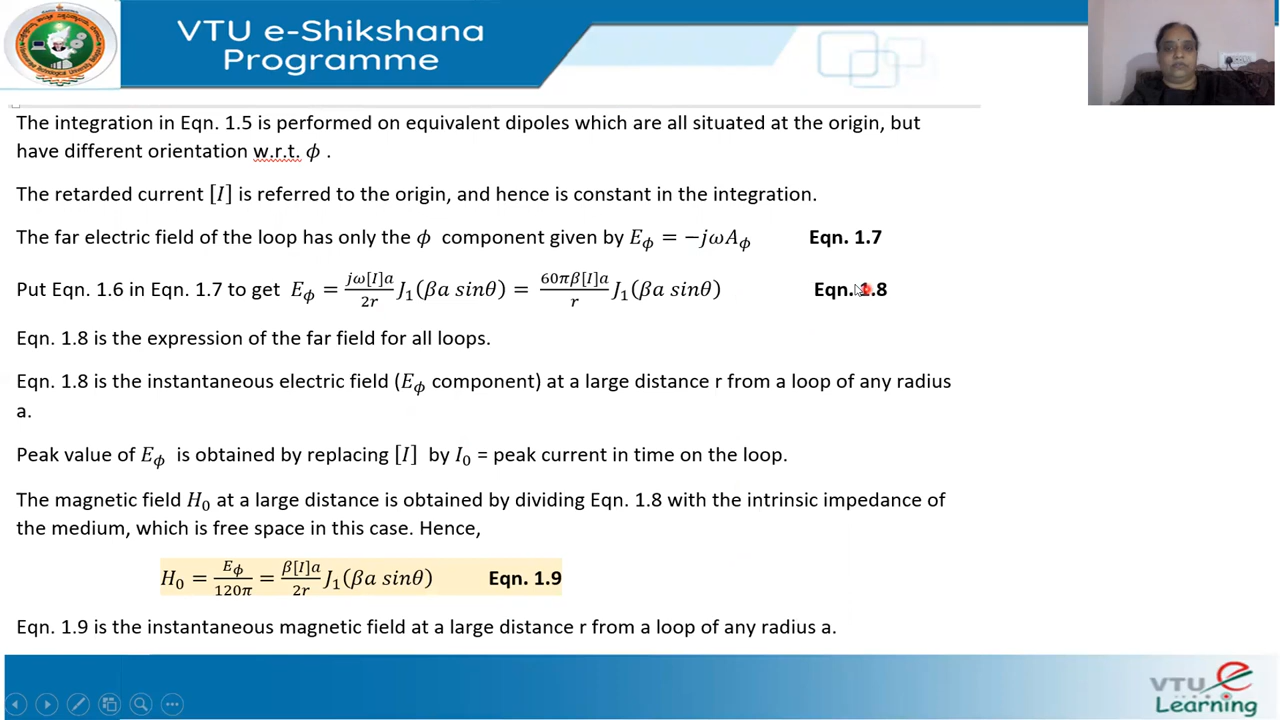 VTU e-Shikshana
Programme
The integration in Eqn. 1.5 is performed on equivalent dipoles which are all situated at the origin, but
have different orientation w.r.t. ϕ .
The retarded current [I] is referred to the origin, and hence is constant in the integration.
The far electric field of the loop has only the ϕ component given by E_ϕ = −jωA_ϕ Eqn. 1.7
Put Eqn. 1.6 in Eqn. 1.7 to get E_ϕ = jω[I]a/2r J₁(βa sinθ) = 60πβ[I]a/r J₁(βa sinθ) Eqn. 1.8
Eqn. 1.8 is the expression of the far field for all loops.
Eqn. 1.8 is the instantaneous electric field (E_ϕ component) at a large distance r from a loop of any radius
a.
Peak value of E_ϕ is obtained by replacing [I] by I₀ = peak current in time on the loop.
The magnetic field H₀ at a large distance is obtained by dividing Eqn. 1.8 with the intrinsic impedance of
the medium, which is free space in this case. Hence,
H₀ = E_ϕ/120π = β[I]a/2r J₁(βa sinθ) Eqn. 1.9
Eqn. 1.9 is the instantaneous magnetic field at a large distance r from a loop of any radius a.
VTU e
Learning